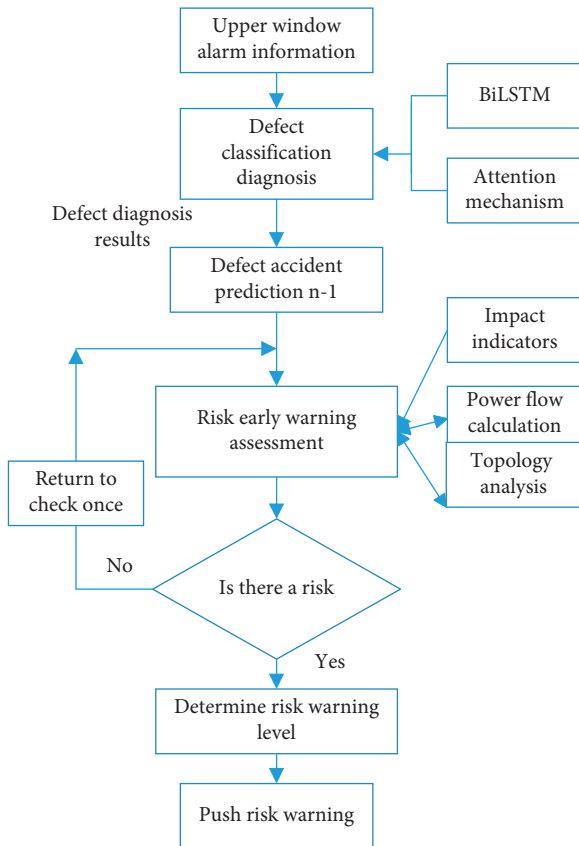 Upper window
alarm information
BiLSTM
Defect
classification
diagnosis
Attention
mechanism
Defect diagnosis
results
Defect accident
prediction n-1
Impact
indicators
Risk early warning
assessment
Power flow
calculation
Topology
analysis
Return to
check once
No
Is there a risk
Yes
Determine risk warning
level
Push risk warning